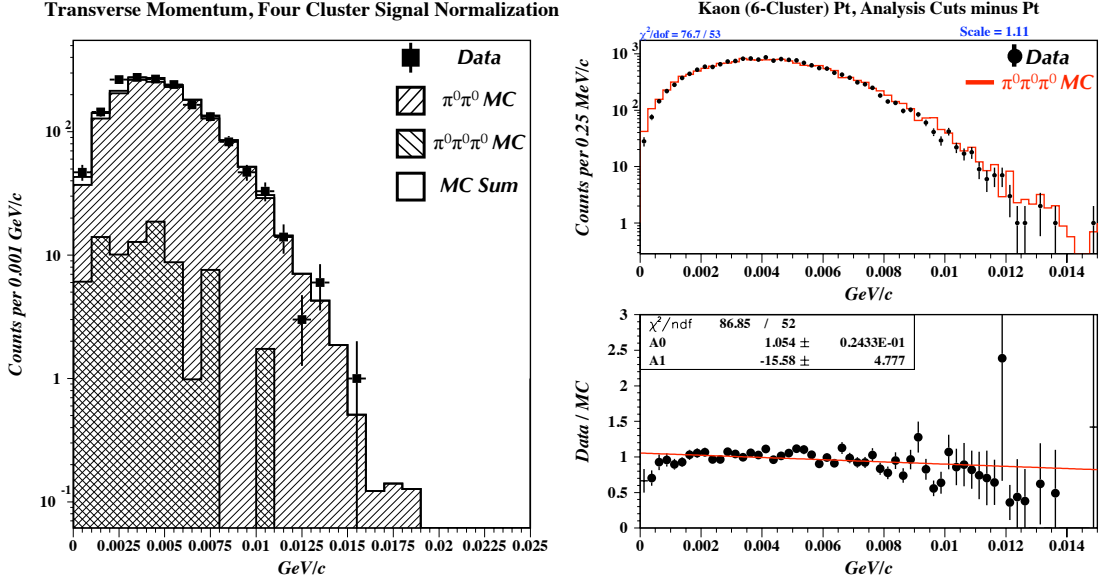 Transverse Momentum, Four Cluster Signal Normalization
Counts per 0.001 GeV/c
10²
10
1
10⁻¹
Data
π⁰π⁰ MC
π⁰π⁰π⁰ MC
MC Sum
0 0.0025 0.005 0.0075 0.01 0.0125 0.015 0.0175 0.02 0.0225 0.025
GeV/c
Kaon (6-Cluster) Pt, Analysis Cuts minus Pt
χ²/dof = 76.7 / 53
Scale = 1.11
Counts per 0.25 MeV/c
10³
10²
10
1
Data
π⁰π⁰π⁰ MC
0 0.002 0.004 0.006 0.008 0.01 0.012 0.014
GeV/c
Data / MC
3
2.5
2
1.5
1
0.5
0
χ²/ndf 86.85 / 52
A0 1.054 ± 0.2433E-01
A1 -15.58 ± 4.777
0 0.002 0.004 0.006 0.008 0.01 0.012 0.014
GeV/c